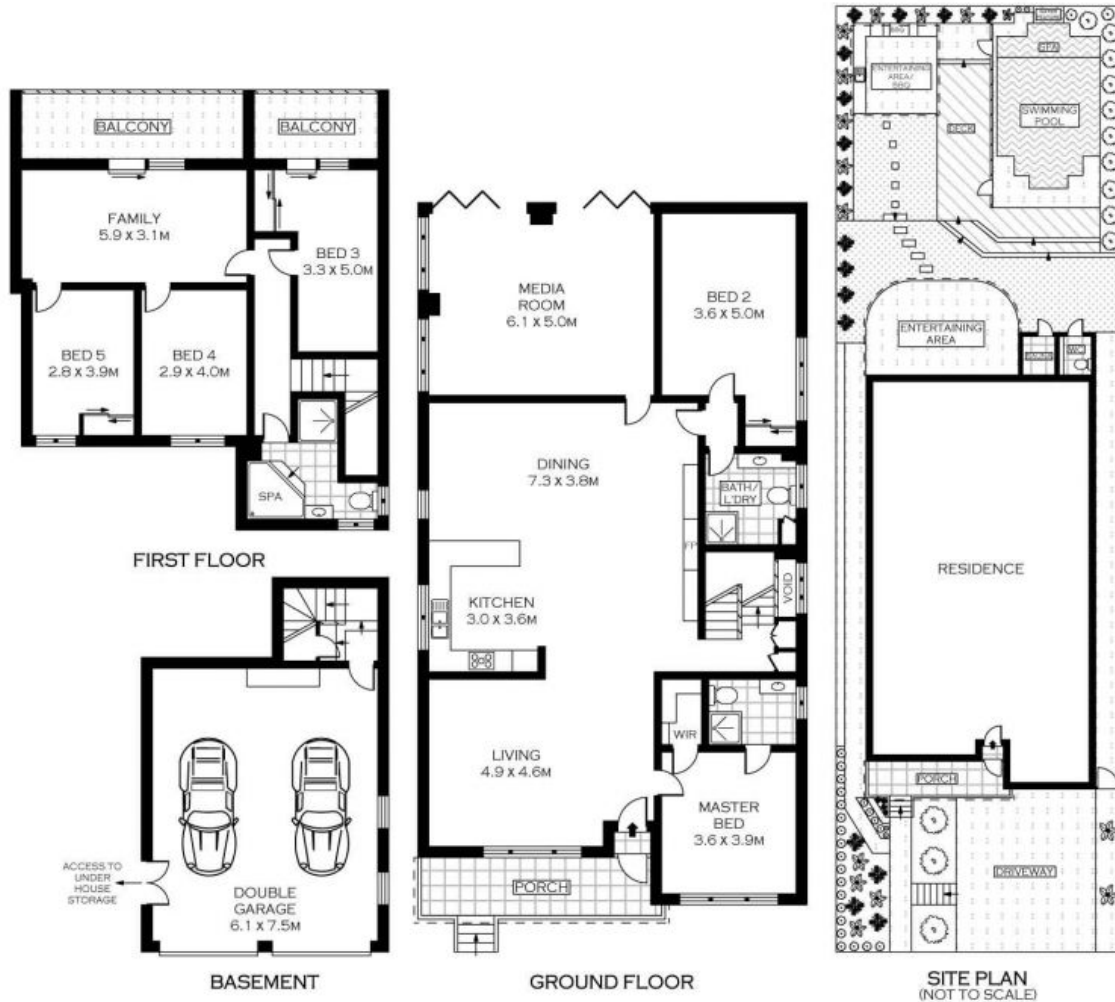 BALCONY
BALCONY
FAMILY
5.9 X 3.1M
BED 3
3.3 X 5.0M
BED 5
2.8 X 3.9M
BED 4
2.9 X 4.0M
SPA
FIRST FLOOR
ACCESS TO
UNDER
HOUSE
STORAGE
DOUBLE
GARAGE
6.1 X 7.5M
BASEMENT
MEDIA
ROOM
6.1 X 5.0M
BED 2
3.6 X 5.0M
DINING
7.3 X 3.8M
BATH/
L'DRY
FP
KITCHEN
3.0 X 3.6M
VOID
WIR
LIVING
4.9 X 4.6M
MASTER
BED
3.6 X 3.9M
PORCH
GROUND FLOOR
BBQ
ENTERTAINING
AREA/
BBQ
SPA
SWIMMING
POOL
DECK
ENTERTAINING
AREA
WC
RESIDENCE
PORCH
DRIVEWAY
SITE PLAN
(NOT TO SCALE)